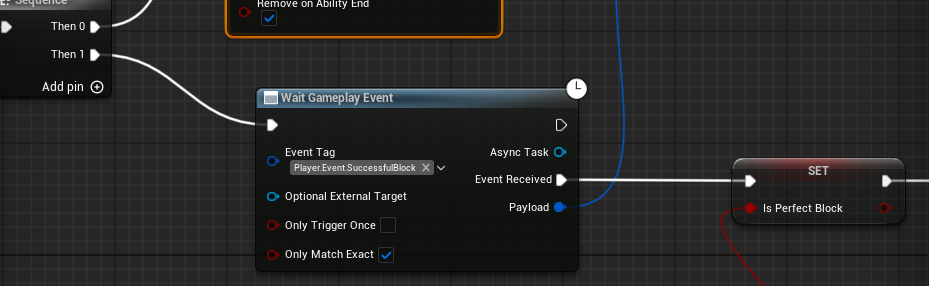 Sequence
Remove on Ability End
Then 0
Then 1
Add pin
Wait Gameplay Event
Event Tag
Player.Event.SuccessfulBlock
Async Task
Event Received
Optional External Target
Payload
Only Trigger Once
Only Match Exact
SET
Is Perfect Block